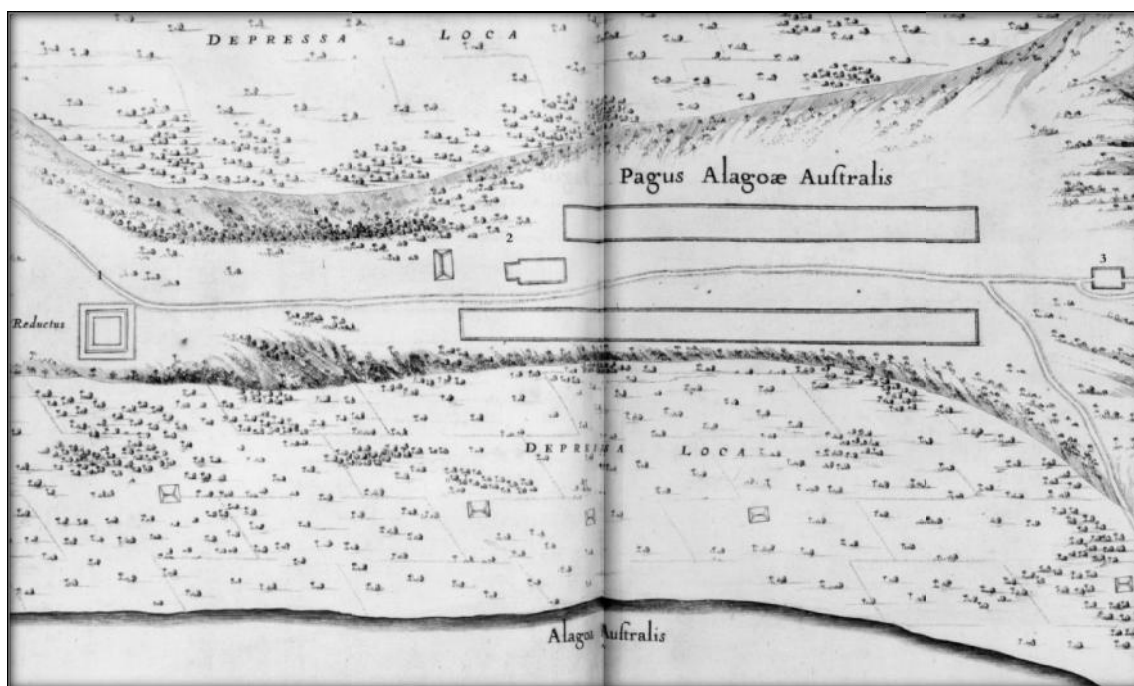 DEPRESSA LOCA
Pagus Alagoæ Auſtralis
2
3
1
Reductus
DEPRESSA LOCA
Alagoa Auſtralis